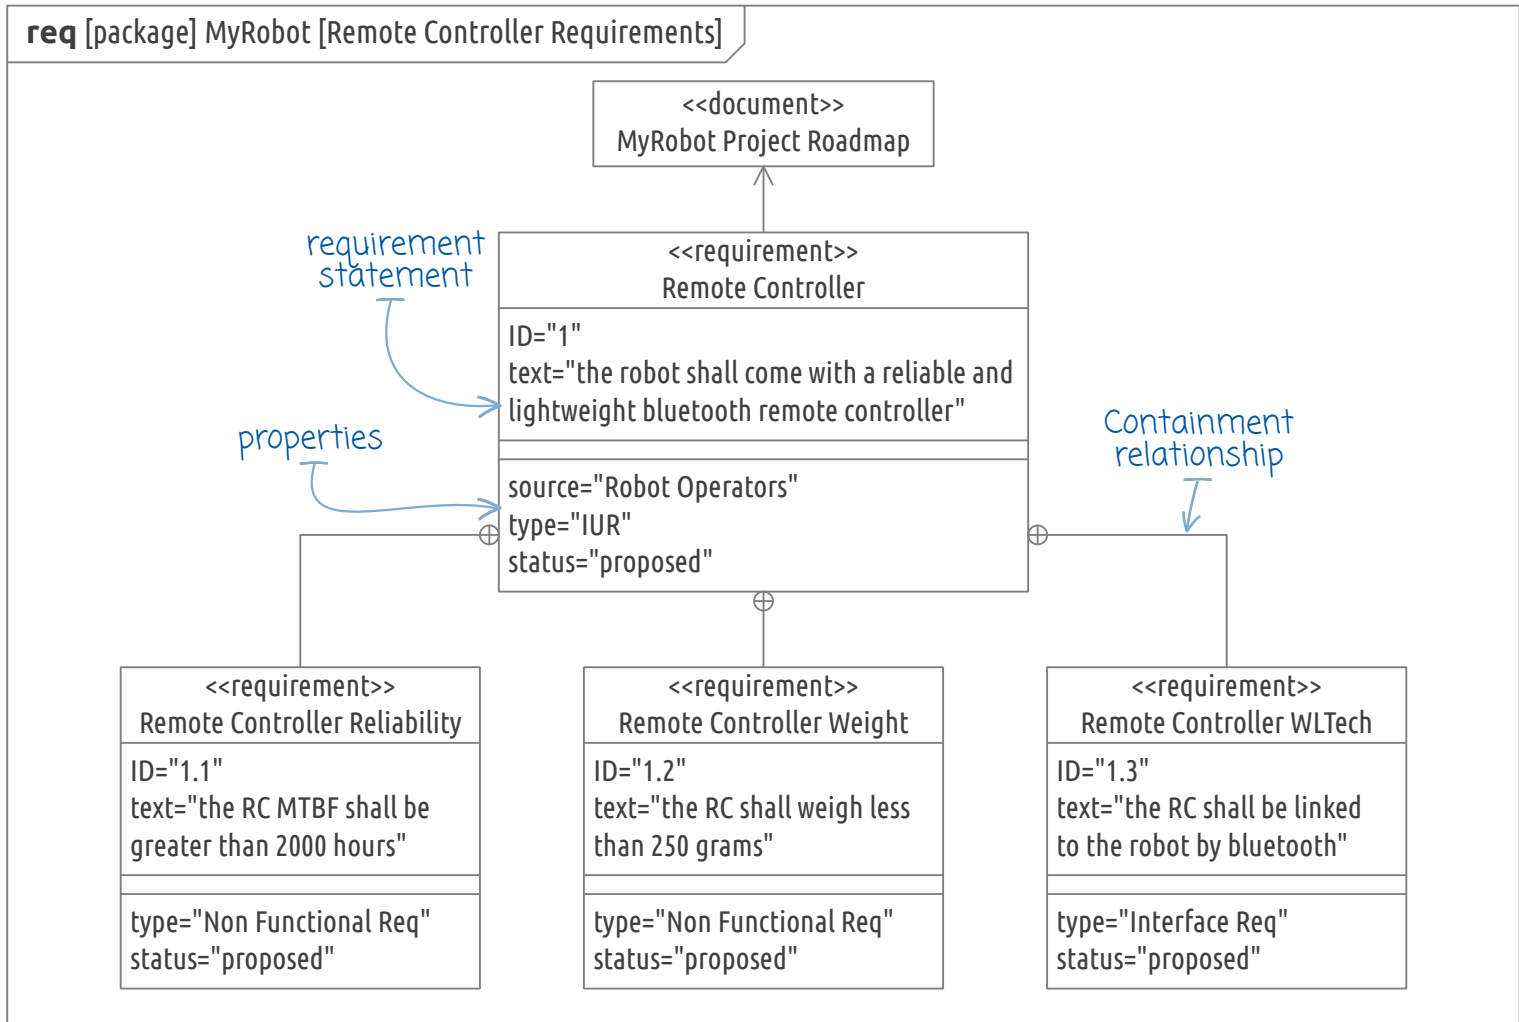 req [package] MyRobot [Remote Controller Requirements]
<<document>>
MyRobot Project Roadmap
requirement
statement
<<requirement>>
Remote Controller
ID="1"
text="the robot shall come with a reliable and
lightweight bluetooth remote controller"
properties
Containment
relationship
source="Robot Operators"
type="IUR"
status="proposed"
<<requirement>>
Remote Controller Reliability
ID="1.1"
text="the RC MTBF shall be
greater than 2000 hours"
type="Non Functional Req"
status="proposed"
<<requirement>>
Remote Controller Weight
ID="1.2"
text="the RC shall weigh less
than 250 grams"
type="Non Functional Req"
status="proposed"
<<requirement>>
Remote Controller WLTech
ID="1.3"
text="the RC shall be linked
to the robot by bluetooth"
type="Interface Req"
status="proposed"